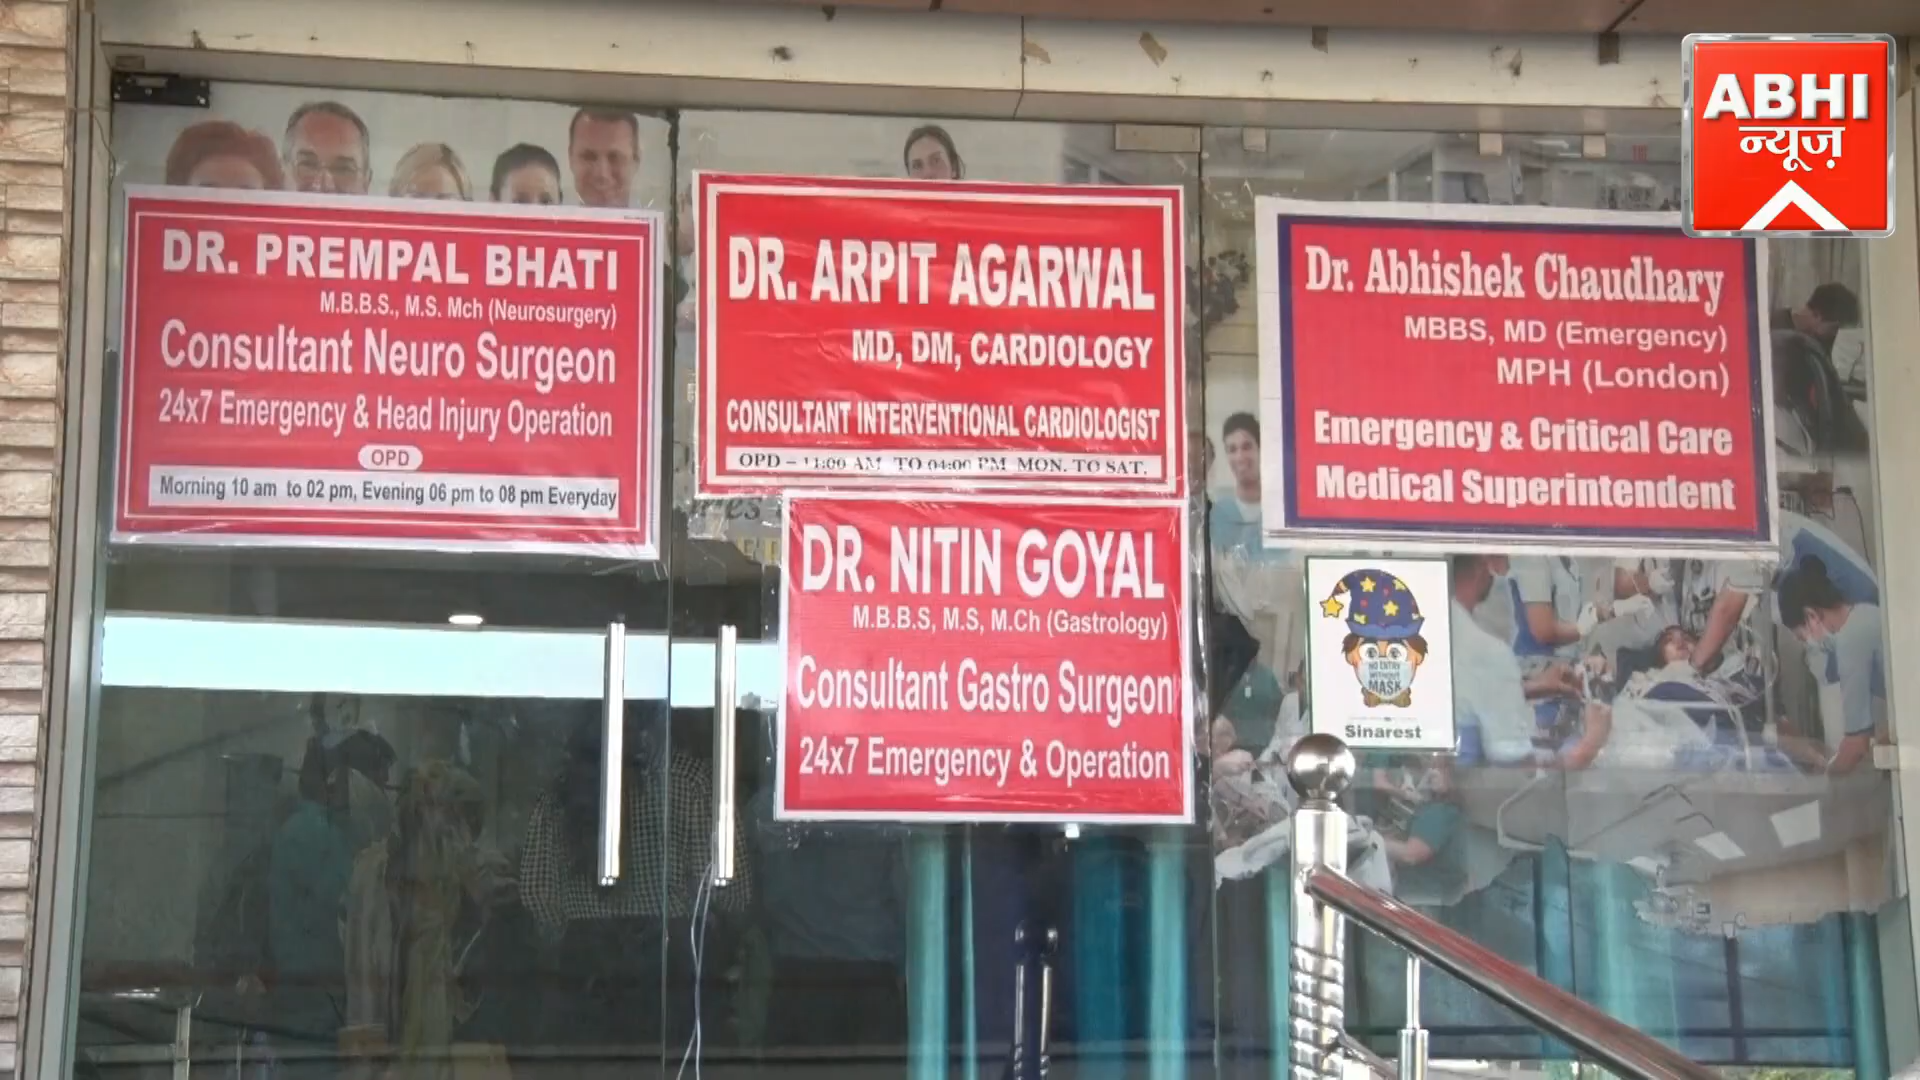 ABHI
न्यूज़
DR. PREMPAL BHATI
M.B.B.S., M.S. Mch (Neurosurgery)
Consultant Neuro Surgeon
24x7 Emergency & Head Injury Operation
OPD
Morning 10 am to 02 pm, Evening 06 pm to 08 pm Everyday
DR. ARPIT AGARWAL
MD, DM, CARDIOLOGY
CONSULTANT INTERVENTIONAL CARDIOLOGIST
OPD – 11:00 AM TO 04:00 PM MON. TO SAT.
DR. NITIN GOYAL
M.B.B.S, M.S, M.Ch (Gastrology)
Consultant Gastro Surgeon
24x7 Emergency & Operation
Dr. Abhishek Chaudhary
MBBS, MD (Emergency)
MPH (London)
Emergency & Critical Care
Medical Superintendent
NO ENTRY
WITHOUT
MASK
Sinarest